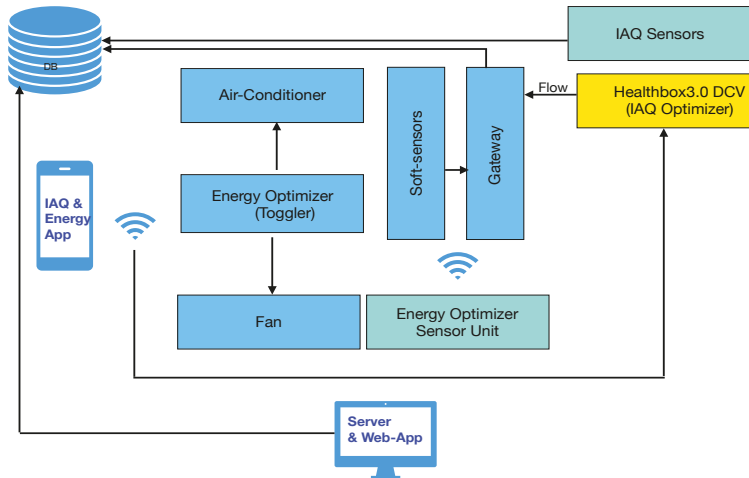 IAQ Sensors
DB
Air-Conditioner
Soft-sensors
Gateway
Flow
Healthbox3.0 DCV
(IAQ Optimizer)
IAQ &
Energy
App
Energy Optimizer
(Toggler)
Fan
Energy Optimizer
Sensor Unit
Server
& Web-App